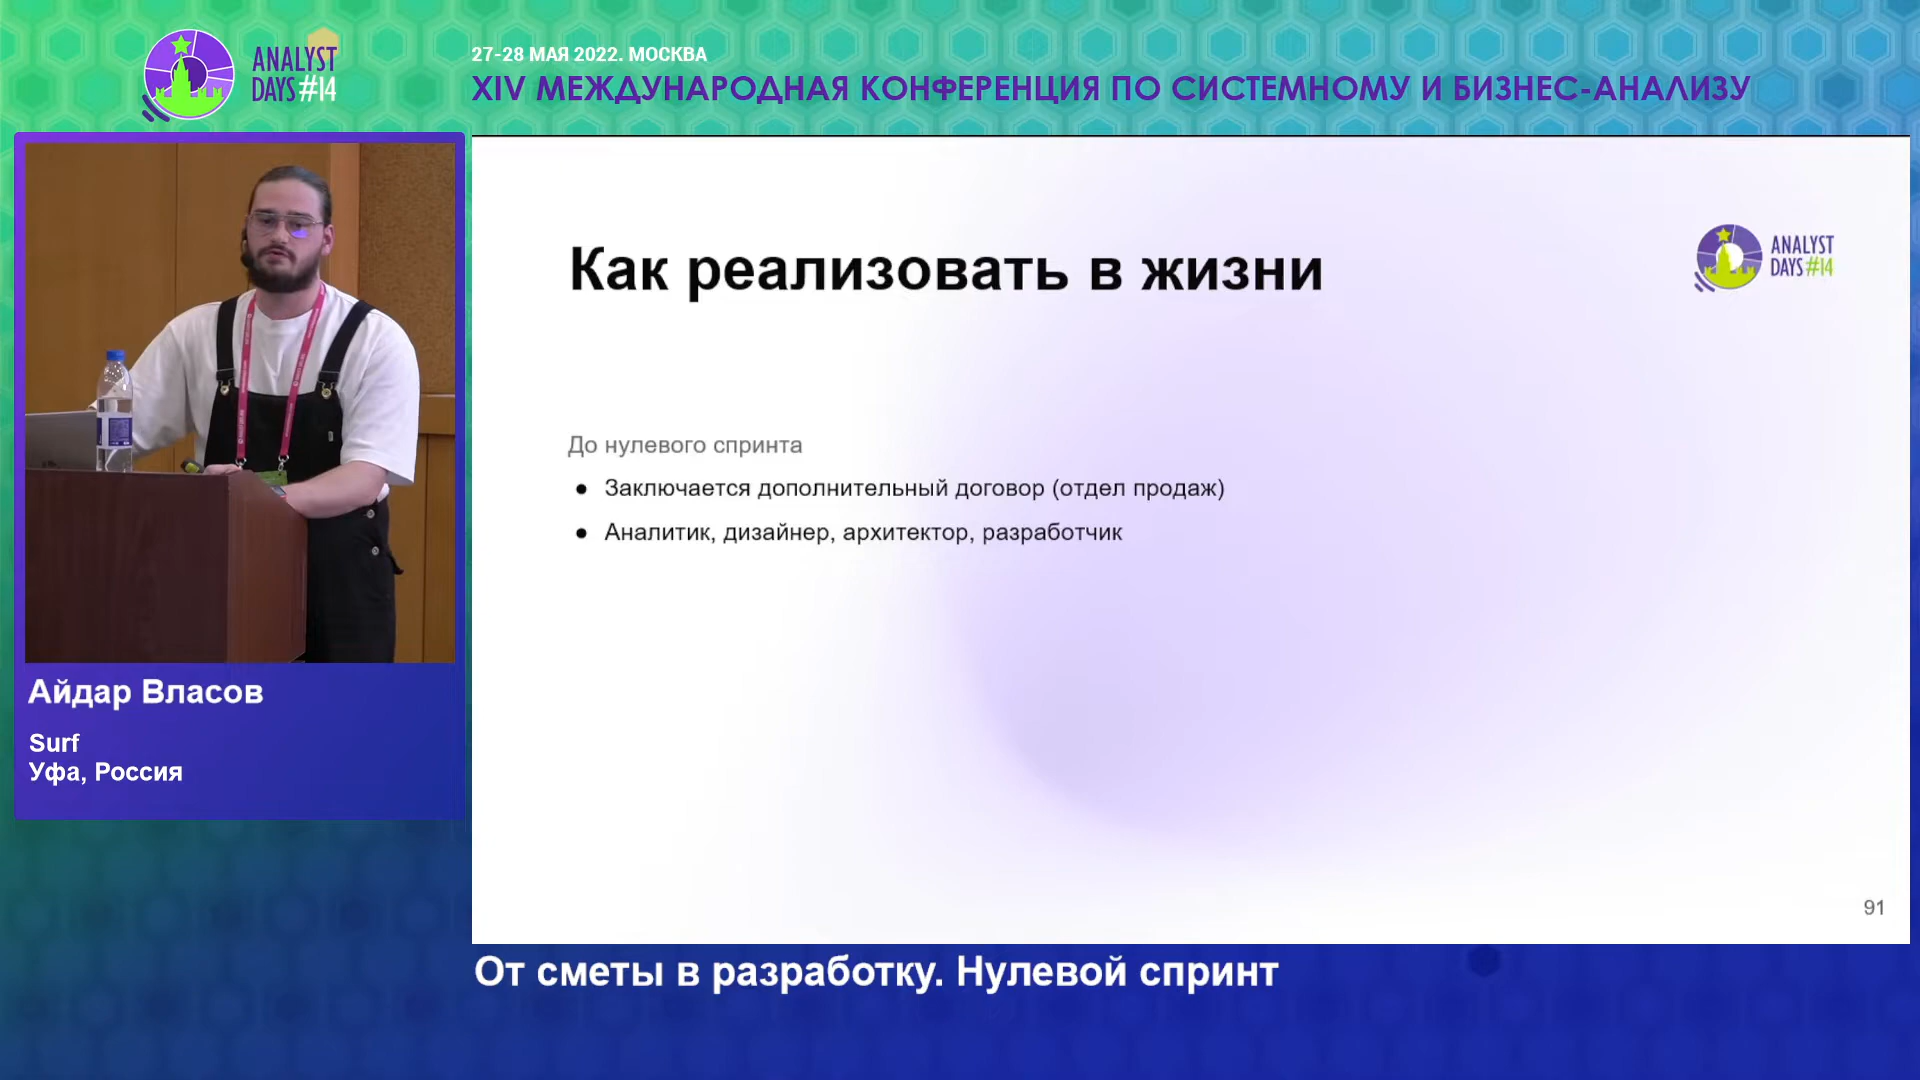 ANALYST
DAYS #14
27-28 МАЯ 2022. МОСКВА
XIV МЕЖДУНАРОДНАЯ КОНФЕРЕНЦИЯ ПО СИСТЕМНОМУ И БИЗНЕС-АНАЛИЗУ
Как реализовать в жизни
ANALYST
DAYS #14
До нулевого спринта
● Заключается дополнительный договор (отдел продаж)
● Аналитик, дизайнер, архитектор, разработчик
91
Айдар Власов
Surf
Уфа, Россия
От сметы в разработку. Нулевой спринт